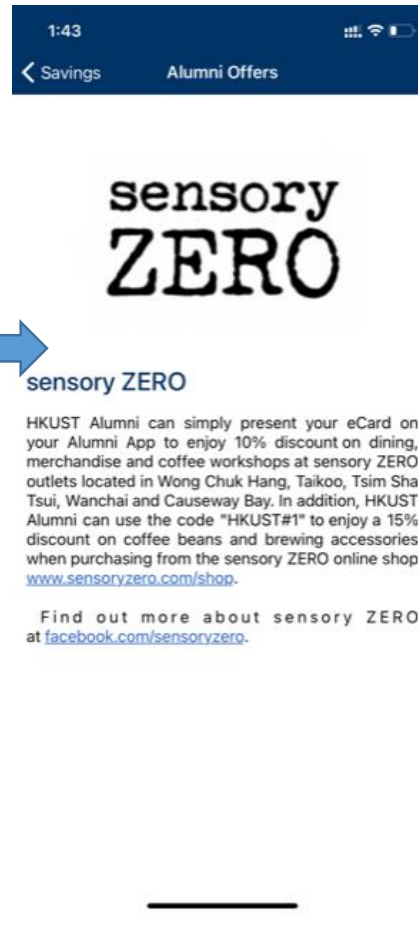 1:43
Savings
Alumni Offers
sensory
ZERO
sensory ZERO
HKUST Alumni can simply present your eCard on
your Alumni App to enjoy 10% discount on dining,
merchandise and coffee workshops at sensory ZERO
outlets located in Wong Chuk Hang, Taikoo, Tsim Sha
Tsui, Wanchai and Causeway Bay. In addition, HKUST
Alumni can use the code "HKUST#1" to enjoy a 15%
discount on coffee beans and brewing accessories
when purchasing from the sensory ZERO online shop
www.sensoryzero.com/shop.
Find out more about sensory ZERO
at facebook.com/sensoryzero.